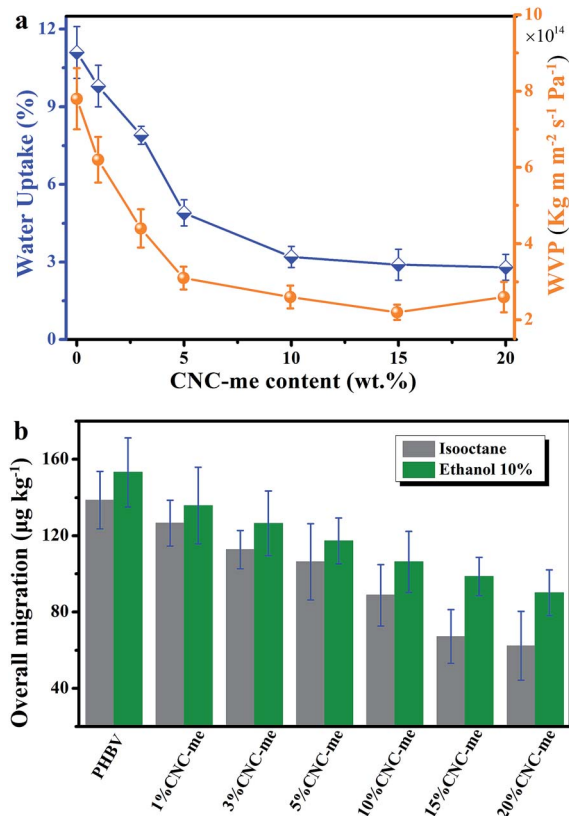 a
12
9
6
3
0
Water Uptake (%)
10
8
6
4
2
×10¹⁴
WVP (Kg m m⁻² s⁻¹ Pa⁻¹)
0 5 10 15 20
CNC-me content (wt.%)
b
160
120
80
40
Overall migration (µg kg⁻¹)
Isooctane
Ethanol 10%
PHBV
1%CNC-me
3%CNC-me
5%CNC-me
10%CNC-me
15%CNC-me
20%CNC-me